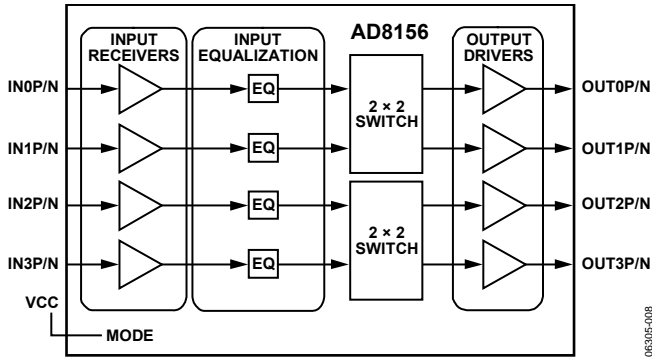 INPUT
RECEIVERS
INPUT
EQUALIZATION
AD8156
OUTPUT
DRIVERS
IN0P/N
EQ
2 × 2
SWITCH
OUT0P/N
IN1P/N
EQ
OUT1P/N
IN2P/N
EQ
2 × 2
SWITCH
OUT2P/N
IN3P/N
EQ
OUT3P/N
VCC
MODE
06305-008